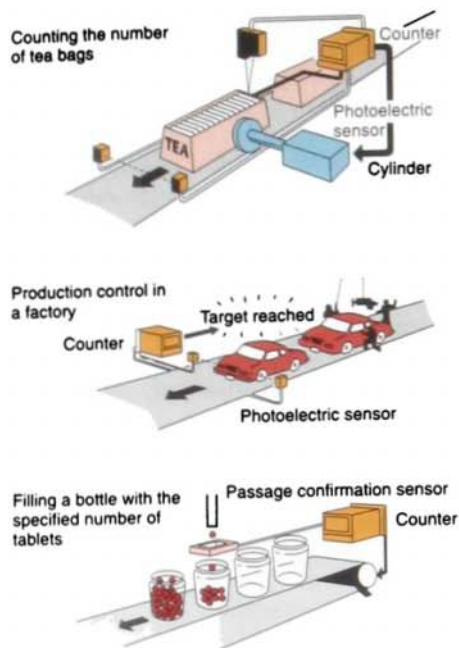 Counting the number
of tea bags
Counter
Photoelectric
sensor
TEA
Cylinder
Production control in
a factory
Target reached
Counter
Photoelectric sensor
Filling a bottle with the
specified number of
tablets
Passage confirmation sensor
Counter